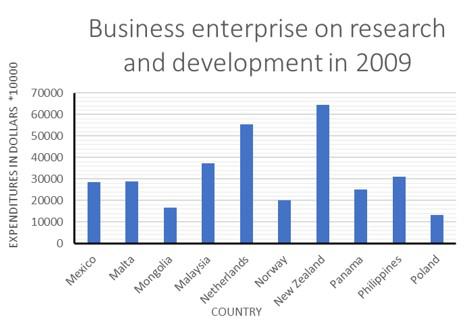 Business enterprise on research
and development in 2009
EXPENDITURES IN DOLLARS *10000
70000
60000
50000
40000
30000
20000
10000
0
Mexico
Malta
Mongolia
Malaysia
Netherlands
Norway
New Zealand
Panama
Philippines
Poland
COUNTRY